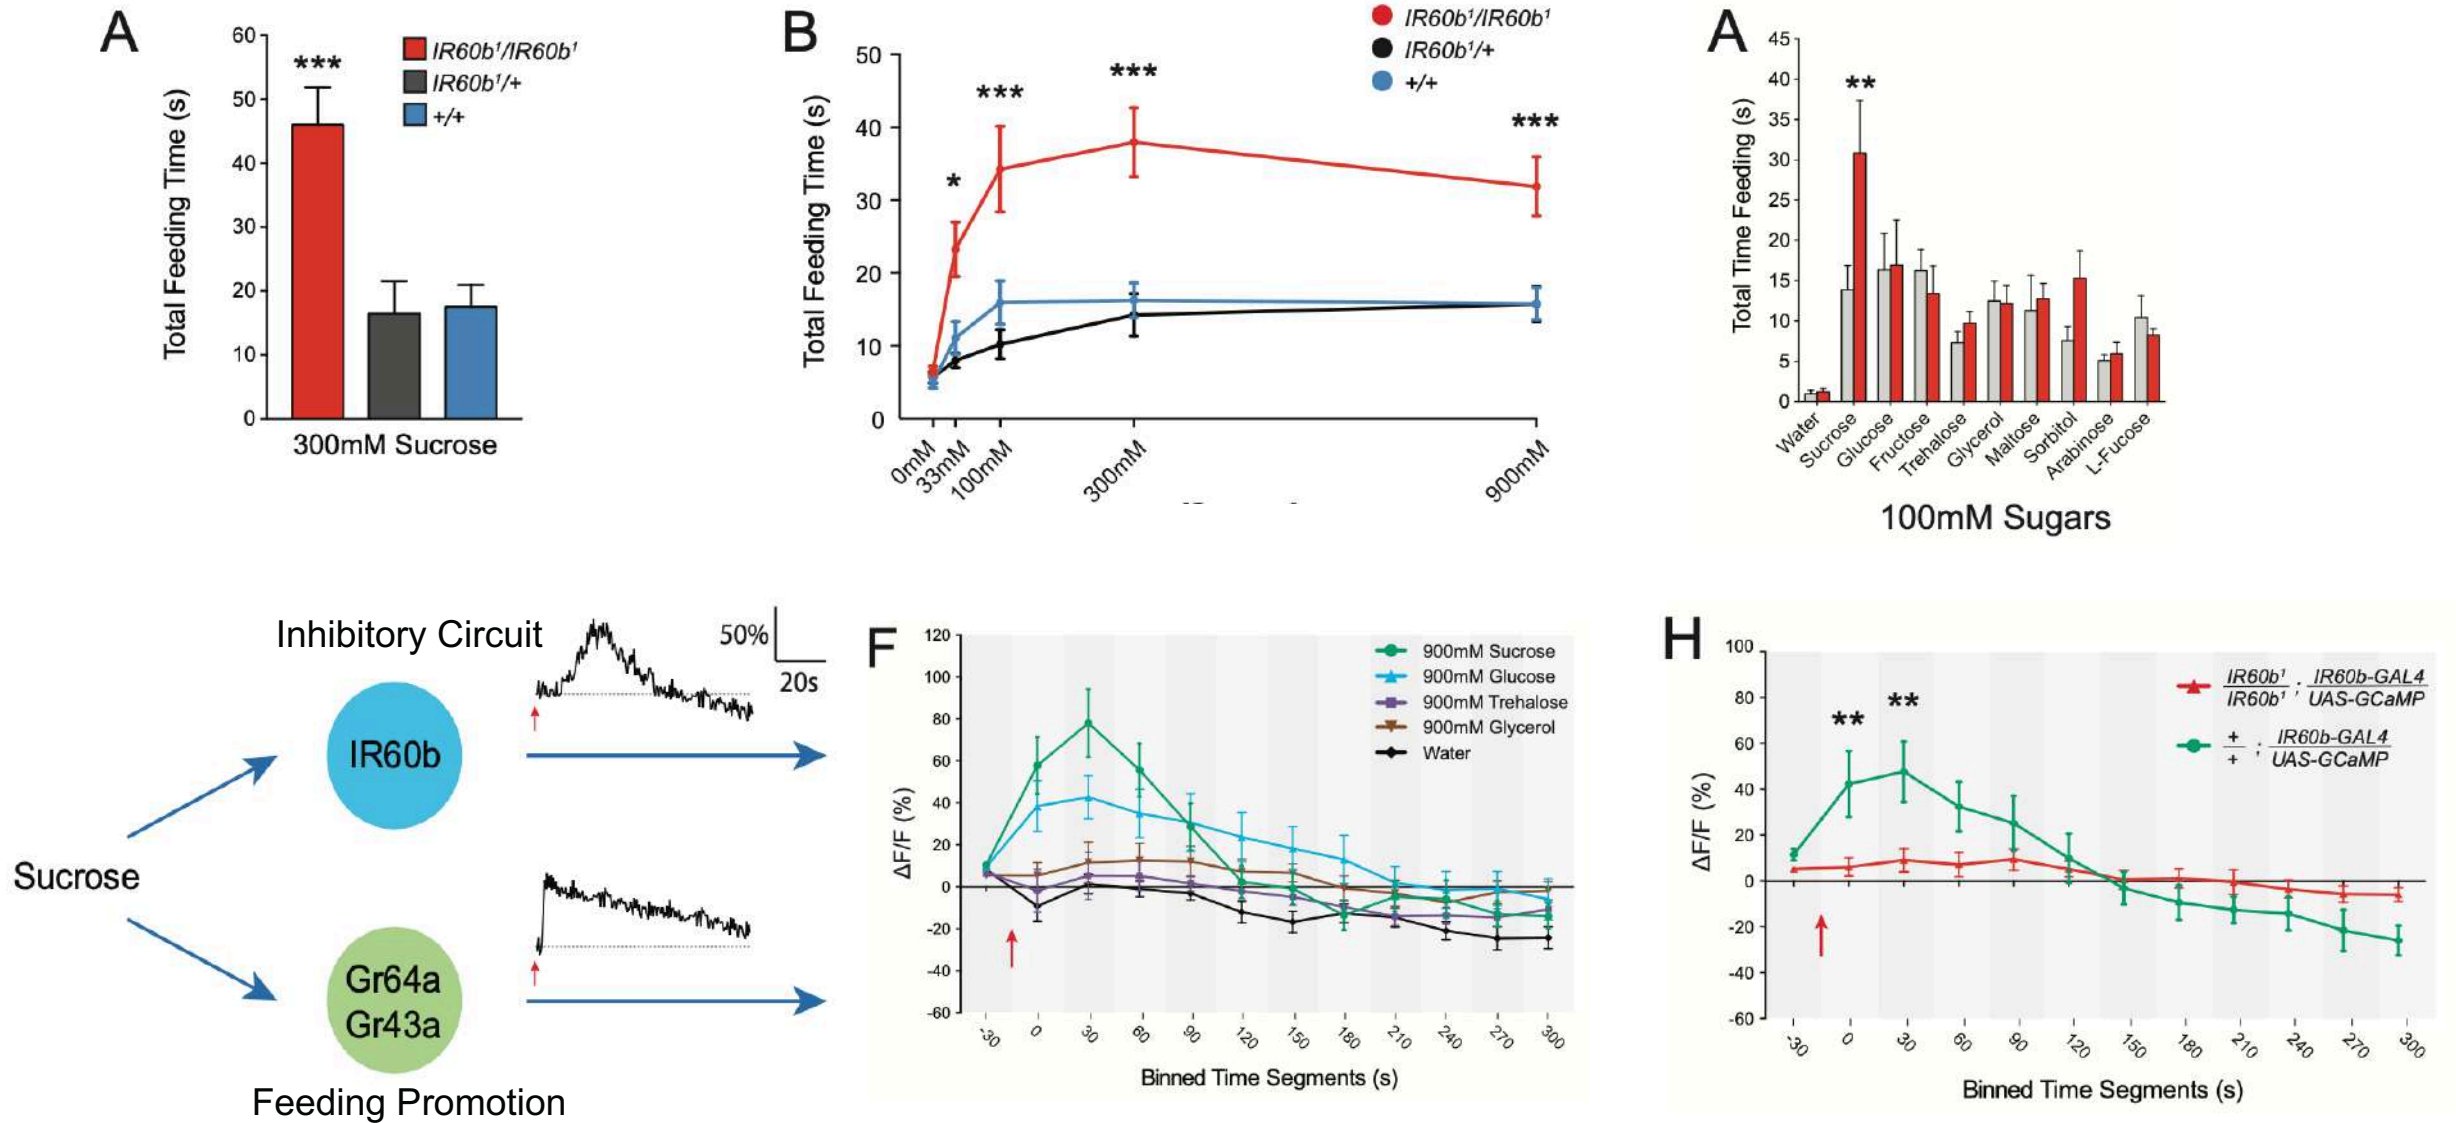 A
Total Feeding Time (s)
60
50
40
30
20
10
0
***
IR60b¹/IR60b¹
IR60b¹/+
+/+
300mM Sucrose
B
Total Feeding Time (s)
50
40
30
20
10
0
*
***
***
***
IR60b¹/IR60b¹
IR60b¹/+
+/+
0mM
33mM
100mM
300mM
900mM
A
Total Time Feeding (s)
45
40
35
30
25
20
15
10
5
0
**
Water
Sucrose
Glucose
Fructose
Trehalose
Glycerol
Maltose
Sorbitol
Arabinose
L-Fucose
100mM Sugars
Inhibitory Circuit
50%
20s
IR60b
Sucrose
Gr64a
Gr43a
Feeding Promotion
F
ΔF/F (%)
120
100
80
60
40
20
0
-20
-40
-60
900mM Sucrose
900mM Glucose
900mM Trehalose
900mM Glycerol
Water
-30 0 30 60 90 120 150 180 210 240 270 300
Binned Time Segments (s)
H
ΔF/F (%)
100
80
60
40
20
0
-20
-40
-60
** **
IR60b¹ IR60b-GAL4
;
IR60b¹ UAS-GCaMP
+ IR60b-GAL4
;
+ UAS-GCaMP
-30 0 30 60 90 120 150 180 210 240 270 300
Binned Time Segments (s)